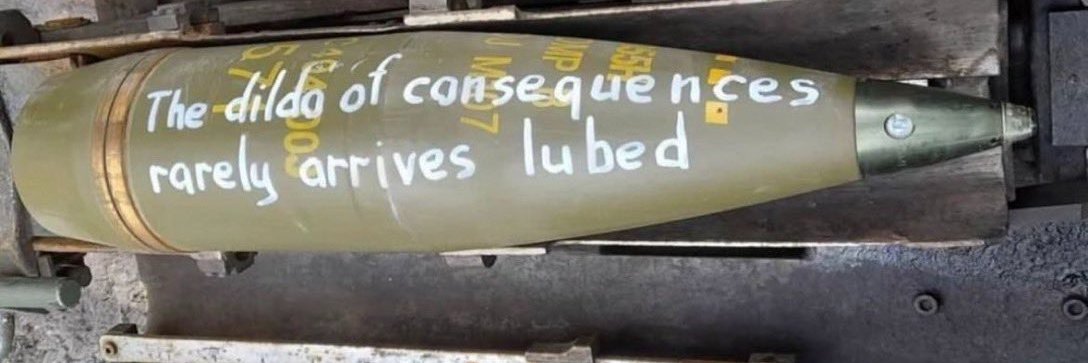 The dildo of consequences
rarely arrives lubed